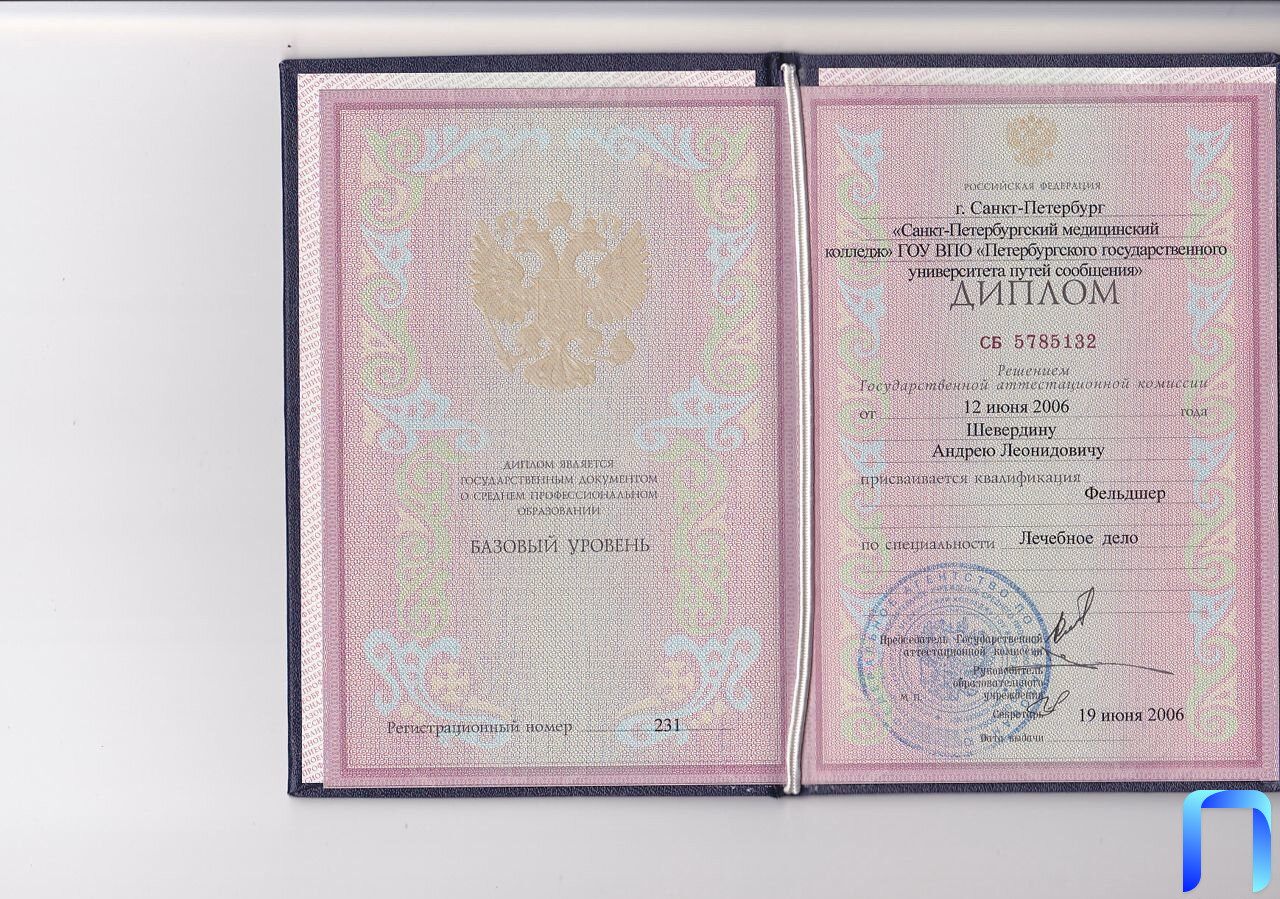 ДИПЛОМ ЯВЛЯЕТСЯ
ГОСУДАРСТВЕННЫМ ДОКУМЕНТОМ
О СРЕДНЕМ ПРОФЕССИОНАЛЬНОМ
ОБРАЗОВАНИИ
БАЗОВЫЙ УРОВЕНЬ
Регистрационный номер 231
РОССИЙСКАЯ ФЕДЕРАЦИЯ
г. Санкт-Петербург
«Санкт-Петербургский медицинский
колледж» ГОУ ВПО «Петербургского государственного
университета путей сообщения»
ДИПЛОМ
СБ 5785132
Решением
Государственной аттестационной комиссии
от 12 июня 2006 года
Шевердину
Андрею Леонидовичу
присваивается квалификация
Фельдшер
по специальности Лечебное дело
Председатель Государственной
аттестационной комиссии
Руководитель
образовательного
М.П. учреждения
Секретарь
19 июня 2006
Дата выдачи
АГЕНТСТВО ПО